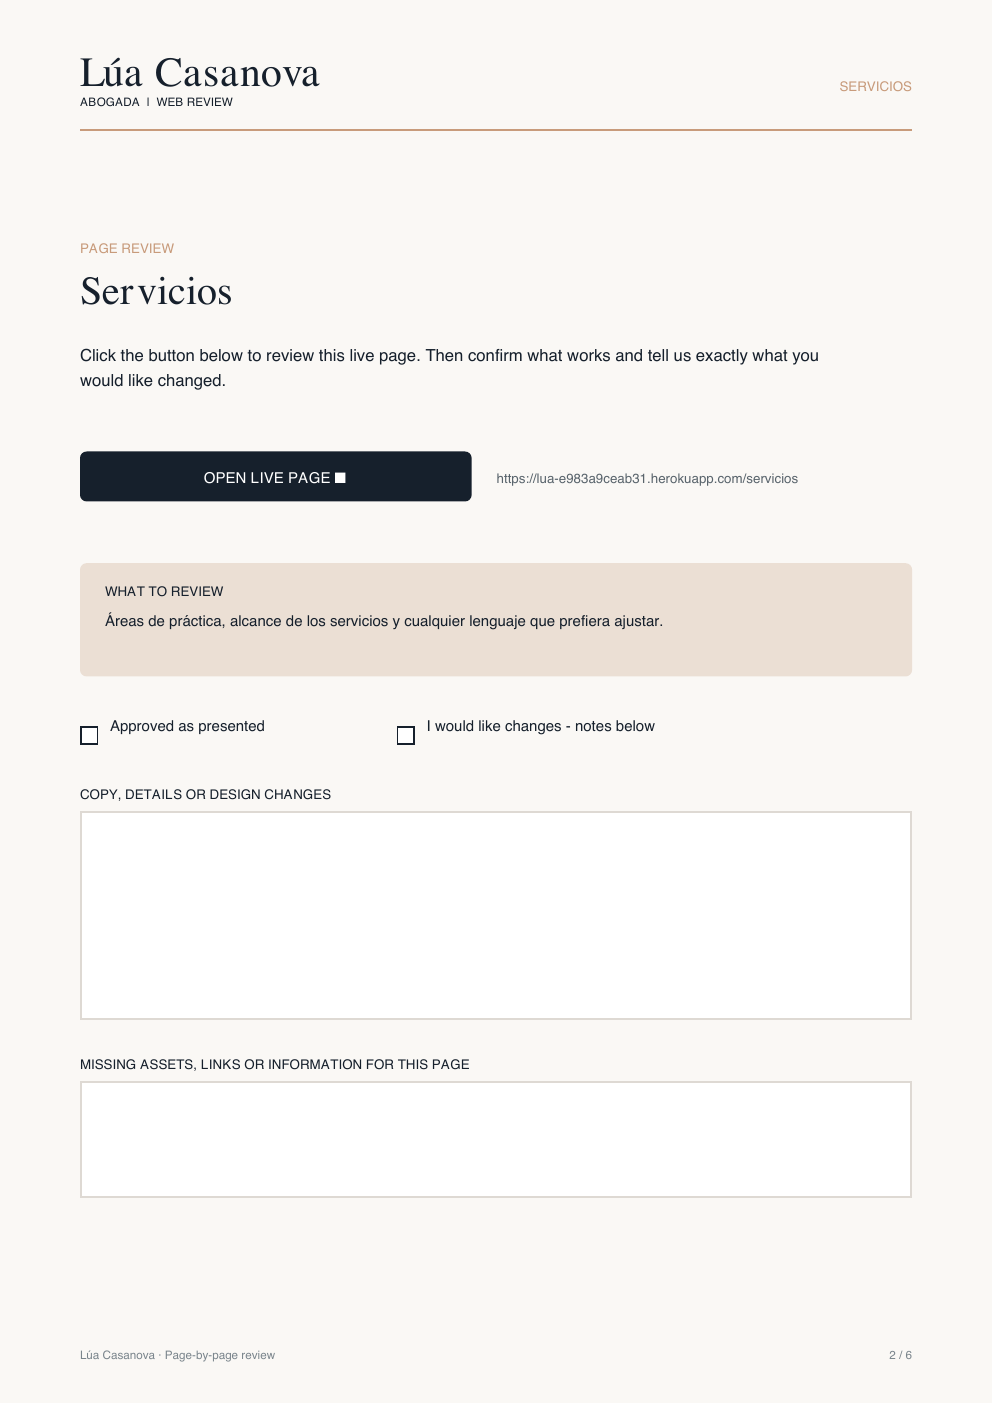 Lúa Casanova
ABOGADA | WEB REVIEW
SERVICIOS
PAGE REVIEW
Servicios
Click the button below to review this live page. Then confirm what works and tell us exactly what you
would like changed.
OPEN LIVE PAGE ■
https://lua-e983a9ceab31.herokuapp.com/servicios
WHAT TO REVIEW
Áreas de práctica, alcance de los servicios y cualquier lenguaje que prefiera ajustar.
Approved as presented
I would like changes - notes below
COPY, DETAILS OR DESIGN CHANGES
MISSING ASSETS, LINKS OR INFORMATION FOR THIS PAGE
Lúa Casanova · Page-by-page review
2 / 6